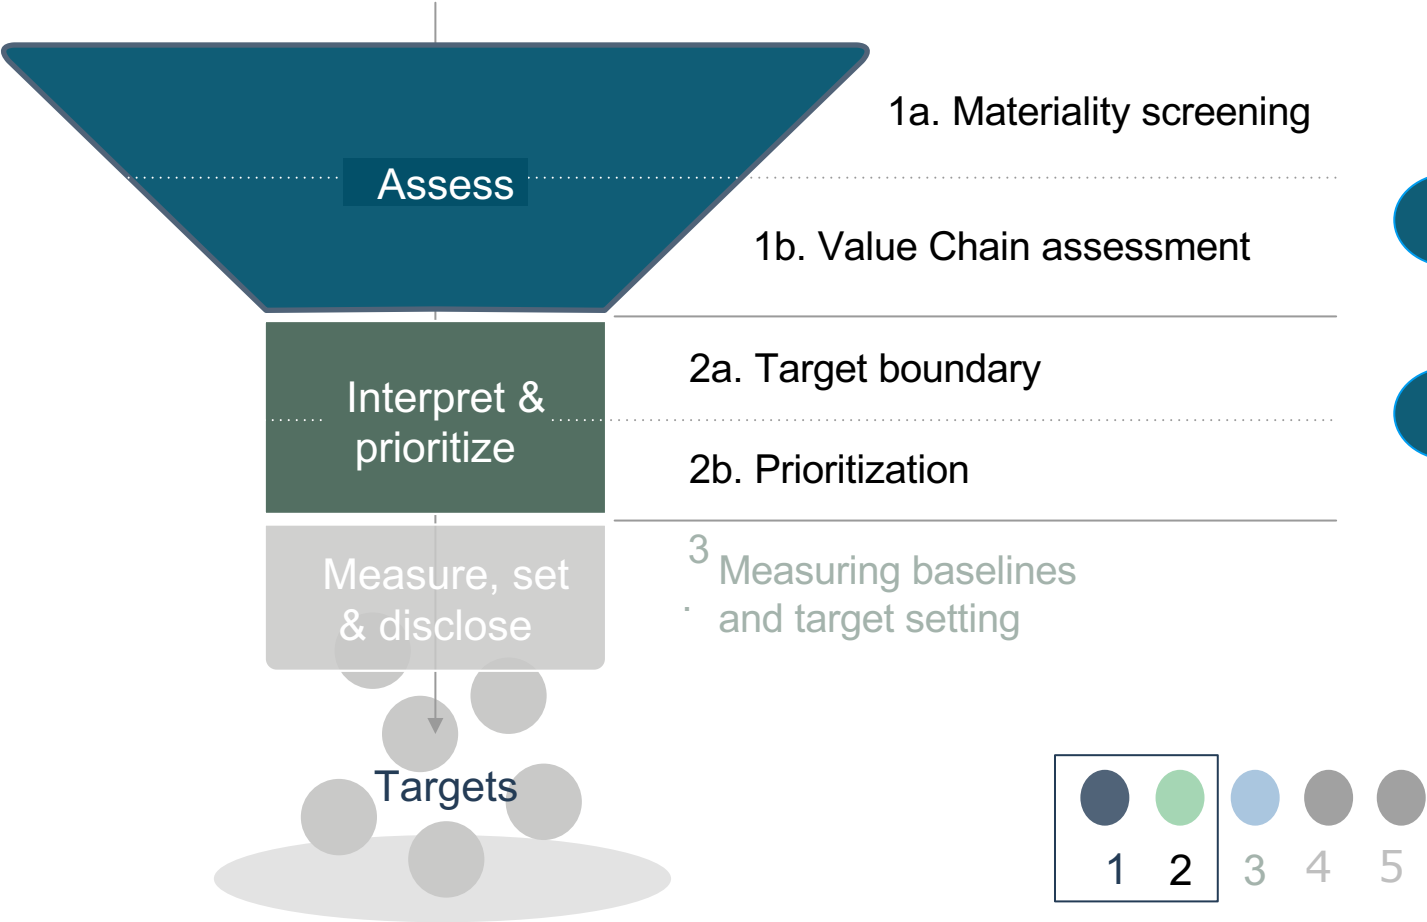 1a. Materiality screening
Assess
1b. Value Chain assessment
2a. Target boundary
Interpret &
prioritize
2b. Prioritization
3
.
Measuring baselines
and target setting
Measure, set
& disclose
Targets
1 2 3 4 5